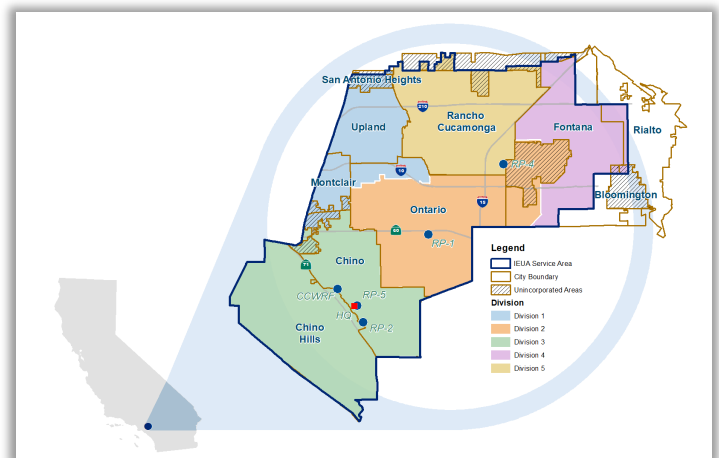 San Antonio Heights
210
Rancho
Cucamonga
Upland
Fontana
Rialto
RP-4
10
Montclair
Bloomington
10
Ontario
60
RP-1
Chino
71
CCWRF
RP-5
HQ
RP-2
Chino
Hills
Legend
IEUA Service Area
City Boundary
Unincorporated Areas
Division
Division 1
Division 2
Division 3
Division 4
Division 5